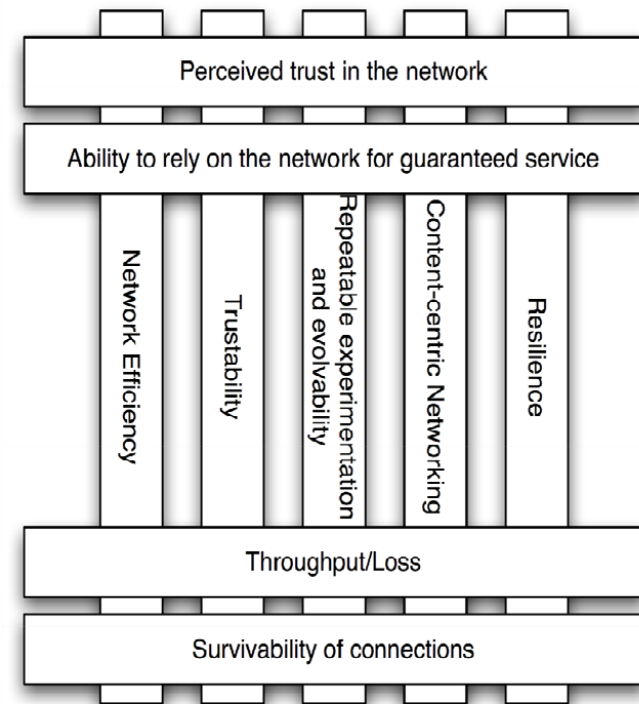 Perceived trust in the network
Ability to rely on the network for guaranteed service
Network Efficiency
Trustability
Repeatable experimentation
and evolvability
Content-centric Networking
Resilience
Throughput/Loss
Survivability of connections